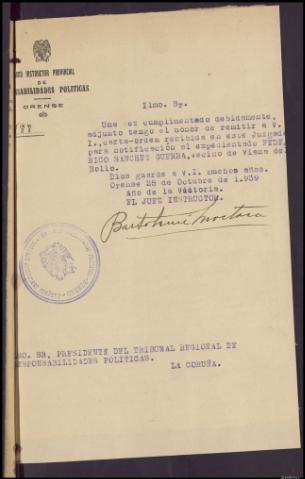 INSTRUCTOR PROVINCIAL
DE
RESPONSABILIDADES POLITICAS
ORENSE
Ilmo. Sr.
Una vez cumplimentado debidamente,
adjunto tengo el honor de remitir a V.
I., carta-orden recibida en este Juzgado
para notificación al expedientado FEDE
RICO SANCHEZ GUERRA, vecino de Viana del
Bollo.
Dios guarde a V.I. muchos años.
Orense 25 de Octubre de 1.939
Año de la Victoria.
EL JUEZ INSTRUCTOR.
MO. SR. PRESIDENTE DEL TRIBUNAL REGIONAL DE
RESPONSABILIDADES POLITICAS.
LA CORUÑA.